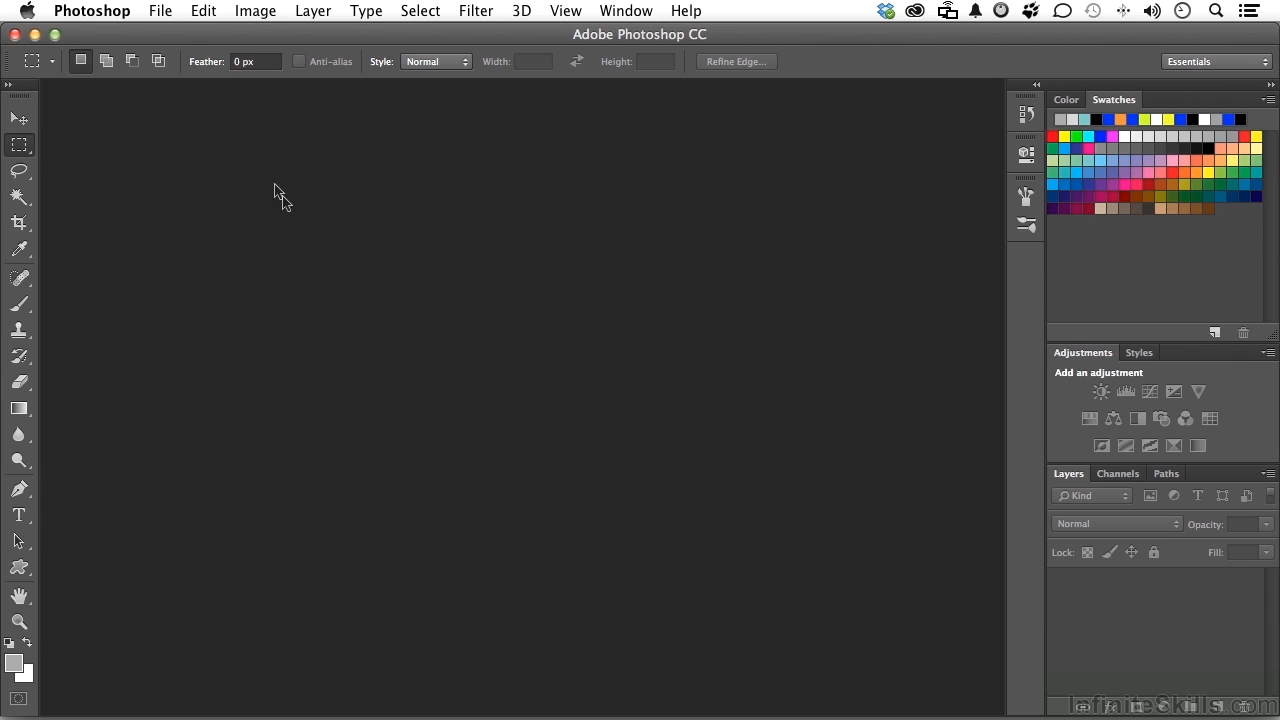 Photoshop File Edit Image Layer Type Select Filter 3D View Window Help
Adobe Photoshop CC
Feather: 0 px Anti-alias Style: Normal Width: Height: Refine Edge... Essentials
Color Swatches
Adjustments Styles
Add an adjustment
Layers Channels Paths
Kind
Normal Opacity:
Lock: Fill:
InfiniteSkills.com